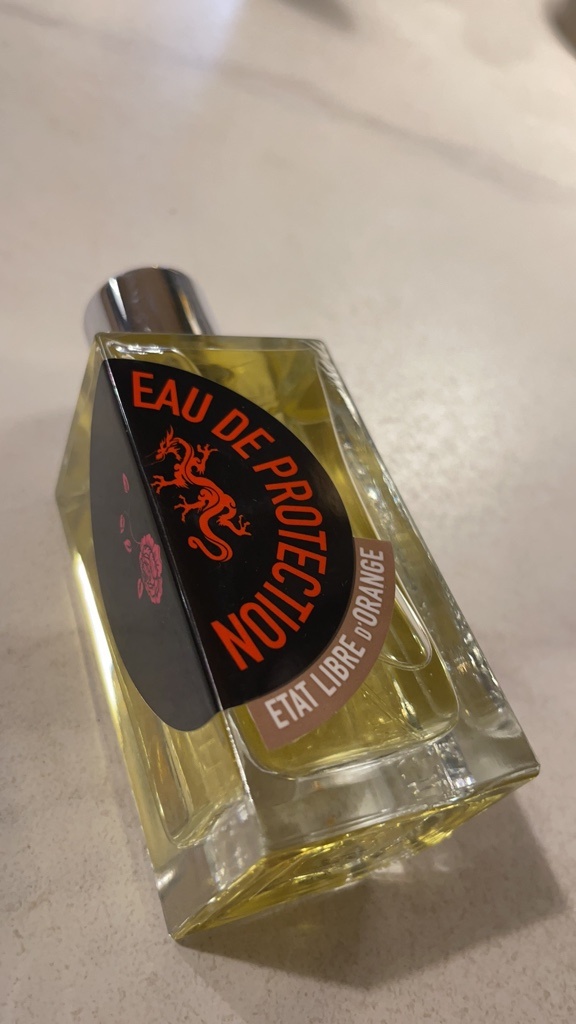 EAU DE PROTECTION
ETAT LIBRE d'ORANGE